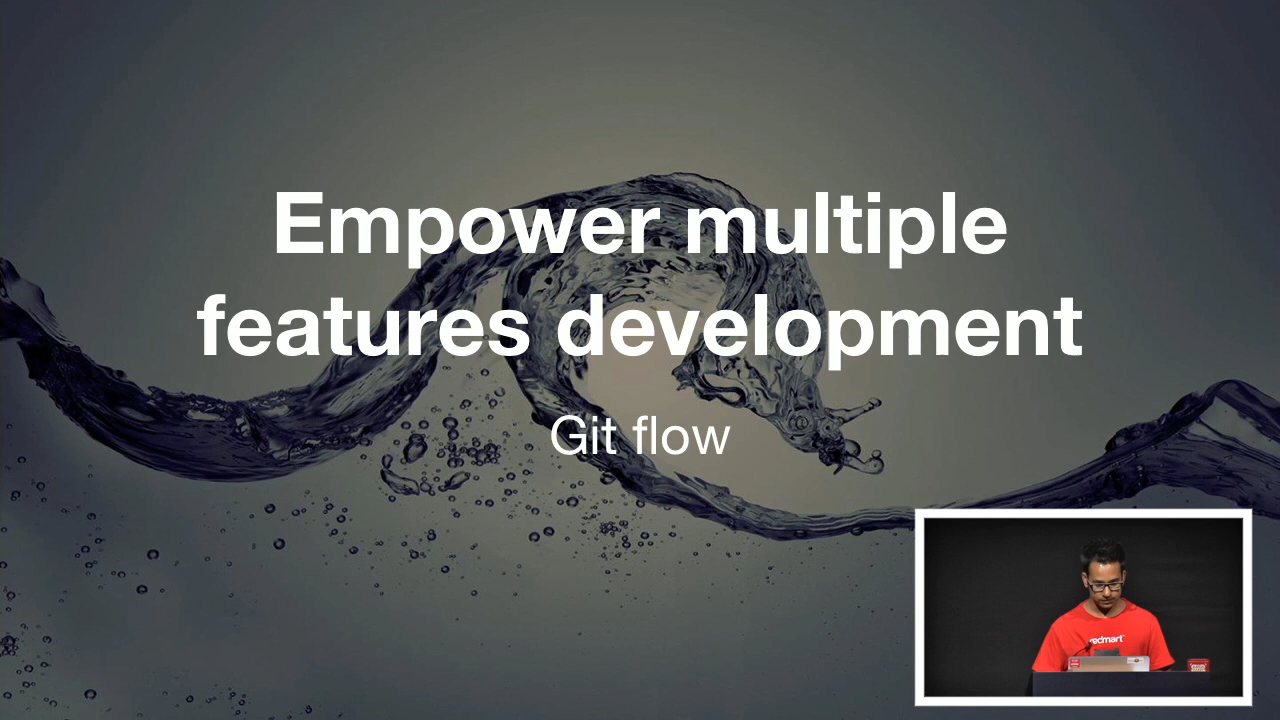 Empower multiple
features development
Git flow
redmart